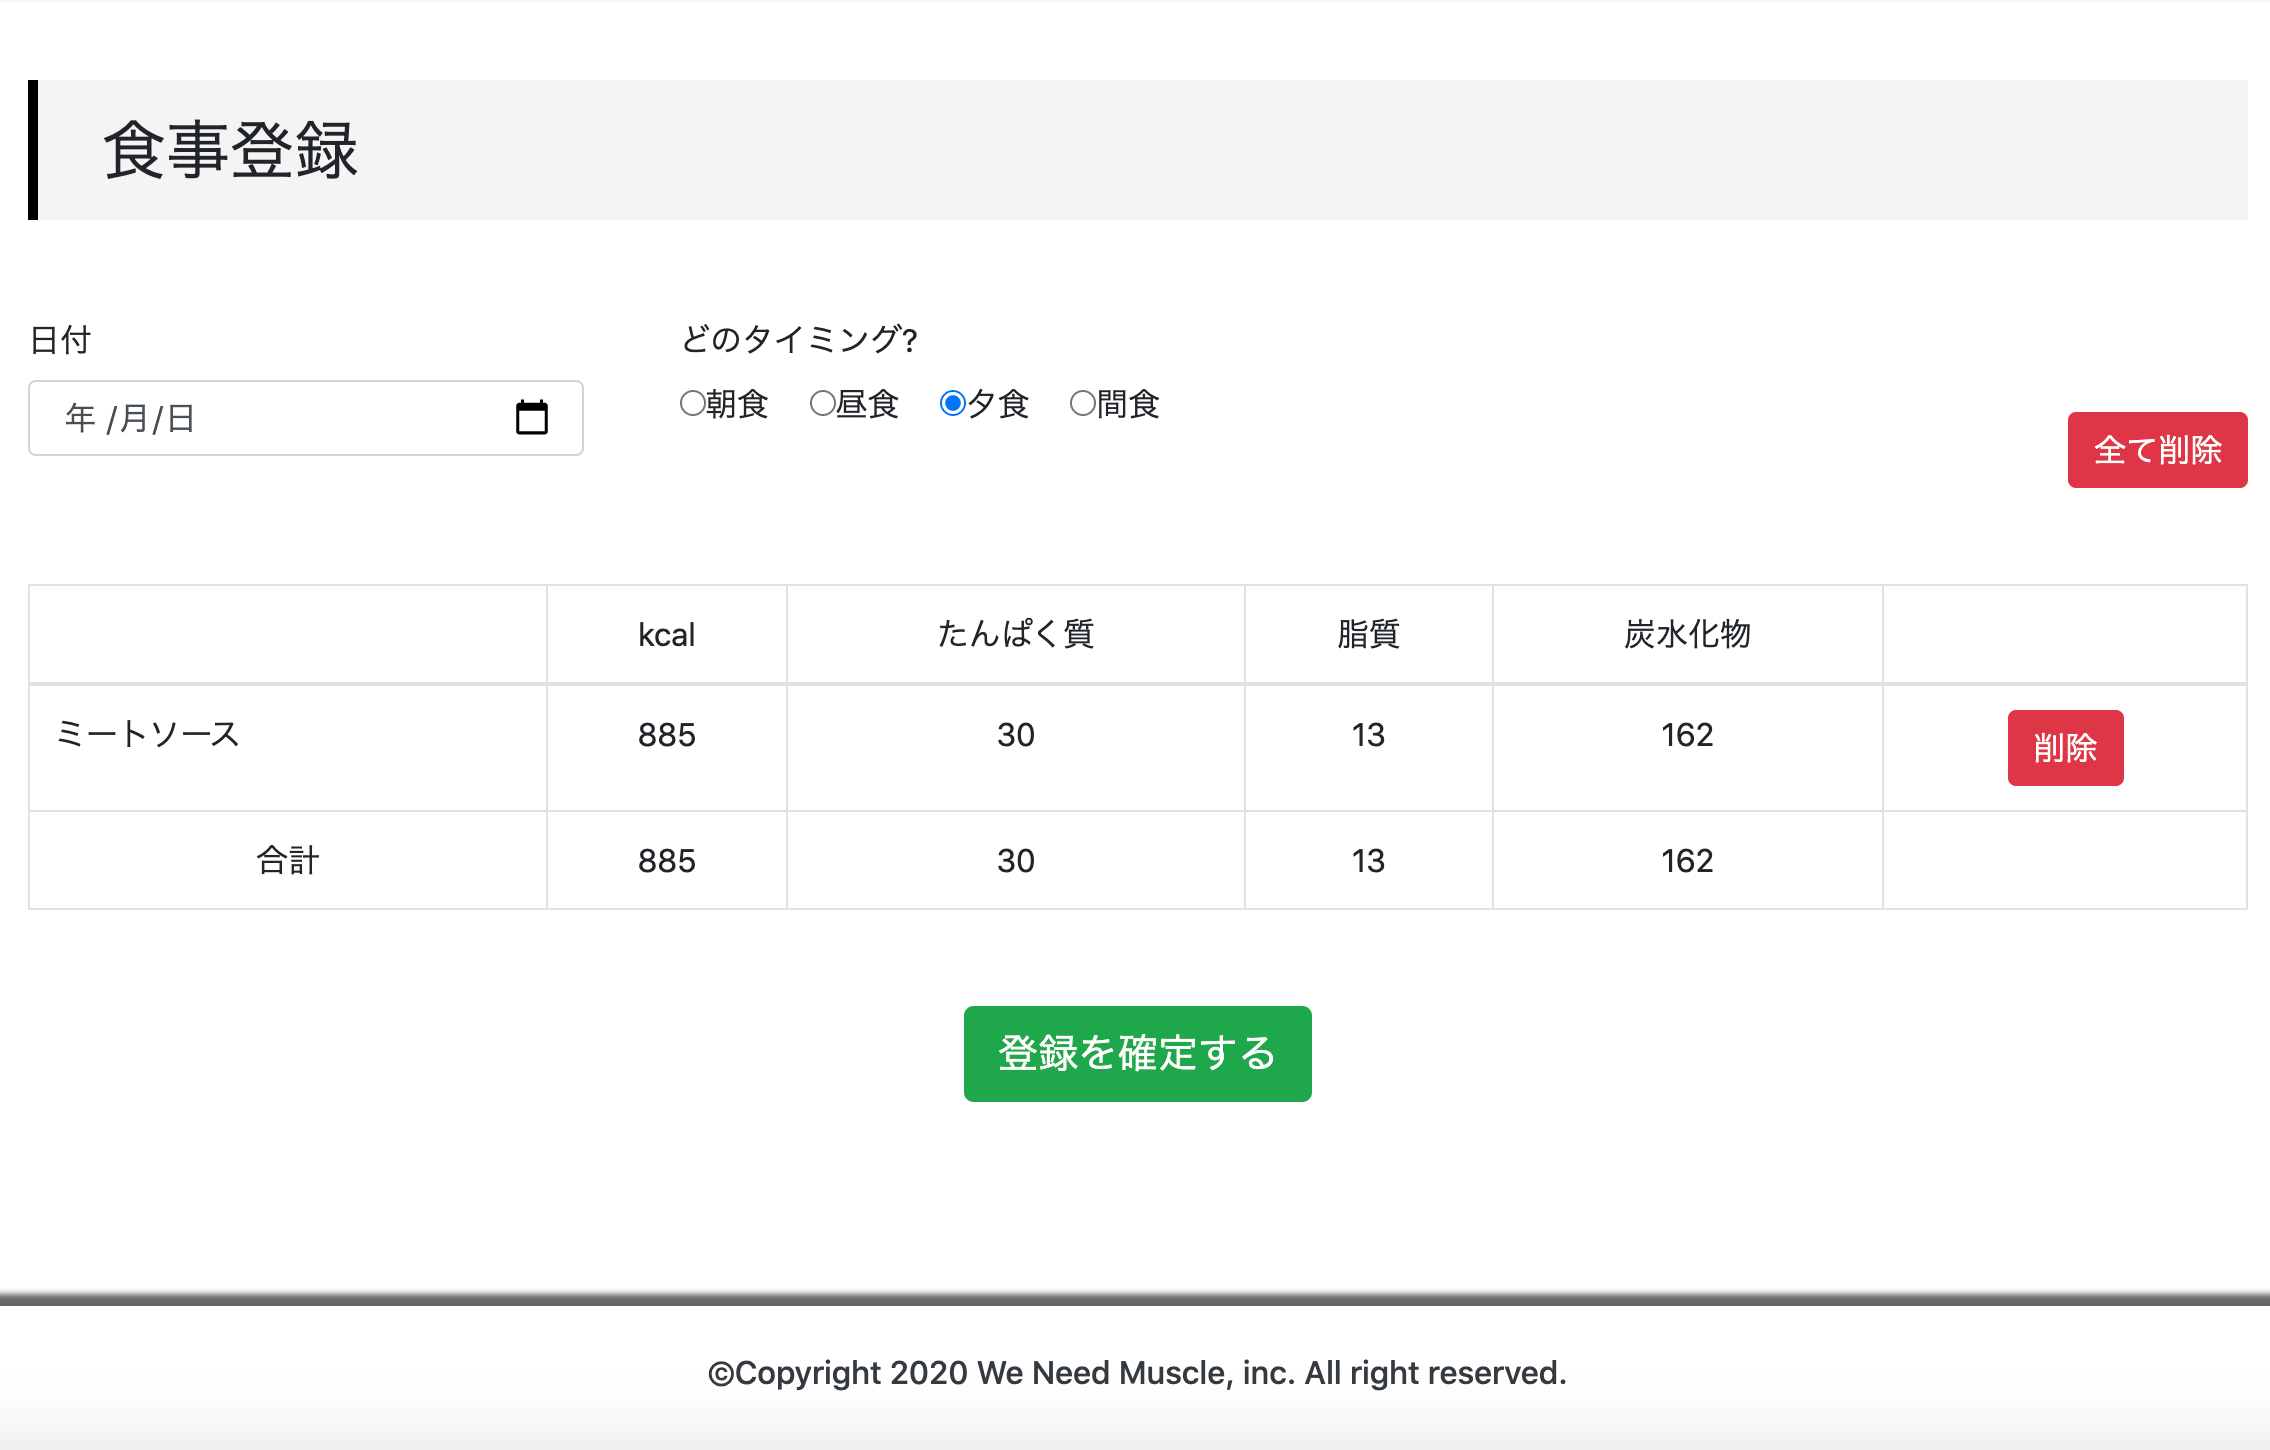 食事登録
日付
どのタイミング?
年 /月/日
朝食 昼食 夕食 間食
全て削除
kcal たんぱく質 脂質 炭水化物
ミートソース 885 30 13 162 削除
合計 885 30 13 162
登録を確定する
©Copyright 2020 We Need Muscle, inc. All right reserved.